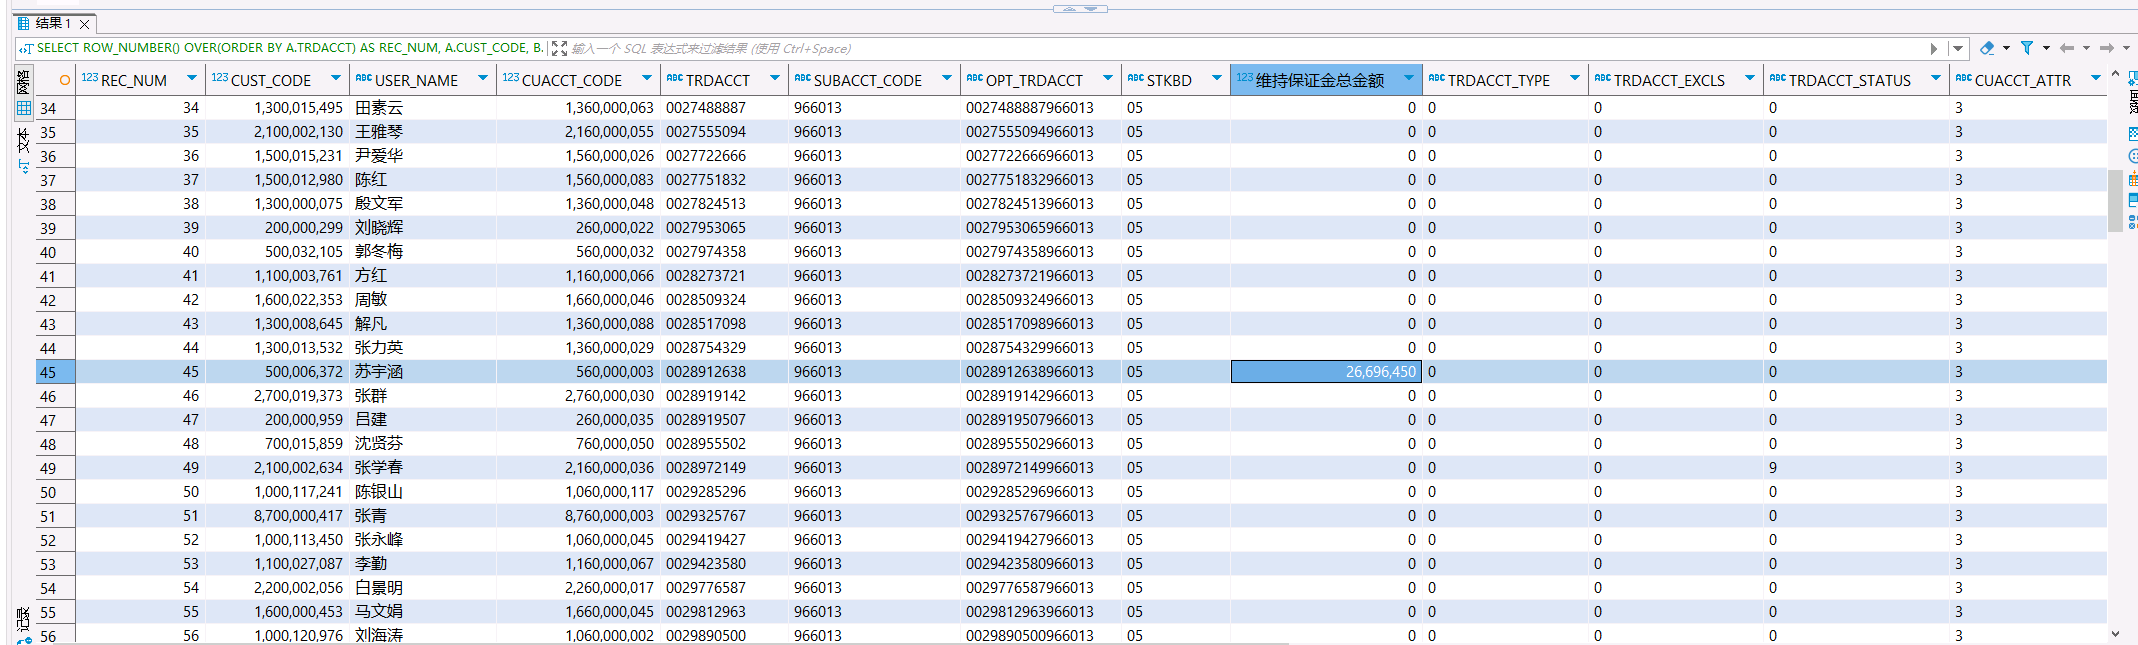 结果 1
SELECT ROW_NUMBER() OVER(ORDER BY A.TRDACCT) AS REC_NUM, A.CUST_CODE, B. 输入一个 SQL 表达式来过滤结果 (使用 Ctrl+Space)
网格
文本
记录
123 REC_NUM 123 CUST_CODE ABC USER_NAME 123 CUACCT_CODE ABC TRDACCT ABC SUBACCT_CODE ABC OPT_TRDACCT ABC STKBD 123 维持保证金总金额 ABC TRDACCT_TYPE ABC TRDACCT_EXCLS ABC TRDACCT_STATUS ABC CUACCT_ATTR
34 34 1,300,015,495 田素云 1,360,000,063 0027488887 966013 0027488887966013 05 0 0 0 0 3
35 35 2,100,002,130 王雅琴 2,160,000,055 0027555094 966013 0027555094966013 05 0 0 0 0 3
36 36 1,500,015,231 尹爱华 1,560,000,026 0027722666 966013 0027722666966013 05 0 0 0 0 3
37 37 1,500,012,980 陈红 1,560,000,083 0027751832 966013 0027751832966013 05 0 0 0 0 3
38 38 1,300,000,075 殷文军 1,360,000,048 0027824513 966013 0027824513966013 05 0 0 0 0 3
39 39 200,000,299 刘晓辉 260,000,022 0027953065 966013 0027953065966013 05 0 0 0 0 3
40 40 500,032,105 郭冬梅 560,000,032 0027974358 966013 0027974358966013 05 0 0 0 0 3
41 41 1,100,003,761 方红 1,160,000,066 0028273721 966013 0028273721966013 05 0 0 0 0 3
42 42 1,600,022,353 周敏 1,660,000,046 0028509324 966013 0028509324966013 05 0 0 0 0 3
43 43 1,300,008,645 解凡 1,360,000,088 0028517098 966013 0028517098966013 05 0 0 0 0 3
44 44 1,300,013,532 张力英 1,360,000,029 0028754329 966013 0028754329966013 05 0 0 0 0 3
45 45 500,006,372 苏宇涵 560,000,003 0028912638 966013 0028912638966013 05 26,696,450 0 0 0 3
46 46 2,700,019,373 张群 2,760,000,030 0028919142 966013 0028919142966013 05 0 0 0 0 3
47 47 200,000,959 吕建 260,000,035 0028919507 966013 0028919507966013 05 0 0 0 0 3
48 48 700,015,859 沈贤芬 760,000,050 0028955502 966013 0028955502966013 05 0 0 0 0 3
49 49 2,100,002,634 张学春 2,160,000,036 0028972149 966013 0028972149966013 05 0 0 0 9 3
50 50 1,000,117,241 陈银山 1,060,000,117 0029285296 966013 0029285296966013 05 0 0 0 0 3
51 51 8,700,000,417 张青 8,760,000,003 0029325767 966013 0029325767966013 05 0 0 0 0 3
52 52 1,000,113,450 张永峰 1,060,000,045 0029419427 966013 0029419427966013 05 0 0 0 0 3
53 53 1,100,027,087 李勤 1,160,000,067 0029423580 966013 0029423580966013 05 0 0 0 0 3
54 54 2,200,002,056 白景明 2,260,000,017 0029776587 966013 0029776587966013 05 0 0 0 0 3
55 55 1,600,000,453 马文娟 1,660,000,045 0029812963 966013 0029812963966013 05 0 0 0 0 3
56 56 1,000,120,976 刘海涛 1,060,000,002 0029890500 966013 0029890500966013 05 0 0 0 0 3